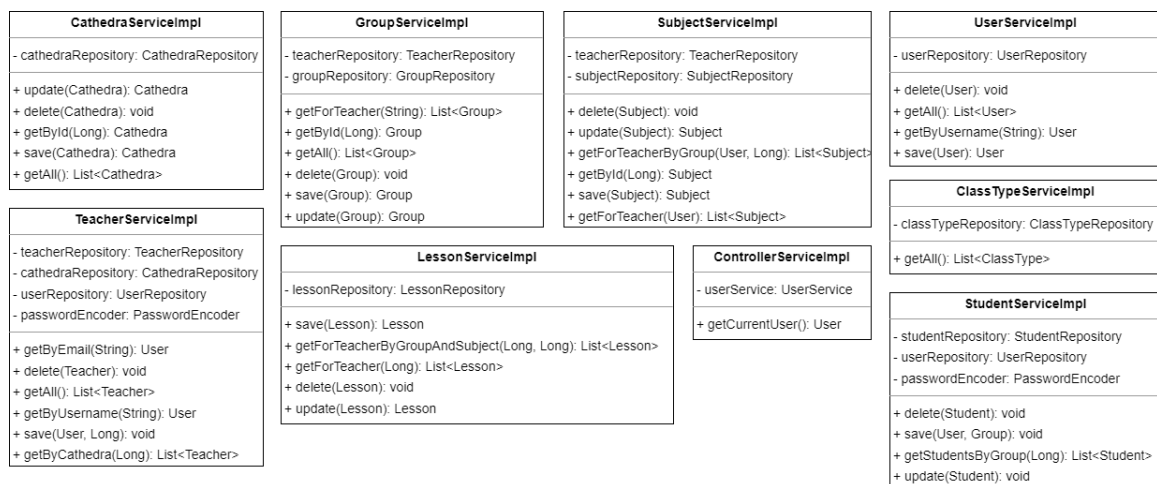 CathedraServiceImpl
- cathedraRepository: CathedraRepository
+ update(Cathedra): Cathedra
+ delete(Cathedra): void
+ getById(Long): Cathedra
+ save(Cathedra): Cathedra
+ getAll(): List<Cathedra>
GroupServiceImpl
- teacherRepository: TeacherRepository
- groupRepository: GroupRepository
+ getForTeacher(String): List<Group>
+ getById(Long): Group
+ getAll(): List<Group>
+ delete(Group): void
+ save(Group): Group
+ update(Group): Group
SubjectServiceImpl
- teacherRepository: TeacherRepository
- subjectRepository: SubjectRepository
+ delete(Subject): void
+ update(Subject): Subject
+ getForTeacherByGroup(User, Long): List<Subject>
+ getById(Long): Subject
+ save(Subject): Subject
+ getForTeacher(User): List<Subject>
UserServiceImpl
- userRepository: UserRepository
+ delete(User): void
+ getAll(): List<User>
+ getByUsername(String): User
+ save(User): User
ClassTypeServiceImpl
- classTypeRepository: ClassTypeRepository
+ getAll(): List<ClassType>
TeacherServiceImpl
- teacherRepository: TeacherRepository
- cathedraRepository: CathedraRepository
- userRepository: UserRepository
- passwordEncoder: PasswordEncoder
+ getByEmail(String): User
+ delete(Teacher): void
+ getAll(): List<Teacher>
+ getByUsername(String): User
+ save(User, Long): void
+ getByCathedra(Long): List<Teacher>
LessonServiceImpl
- lessonRepository: LessonRepository
+ save(Lesson): Lesson
+ getForTeacherByGroupAndSubject(Long, Long): List<Lesson>
+ getForTeacher(Long): List<Lesson>
+ delete(Lesson): void
+ update(Lesson): Lesson
ControllerServiceImpl
- userService: UserService
+ getCurrentUser(): User
StudentServiceImpl
- studentRepository: StudentRepository
- userRepository: UserRepository
- passwordEncoder: PasswordEncoder
+ delete(Student): void
+ save(User, Group): void
+ getStudentsByGroup(Long): List<Student>
+ update(Student): void